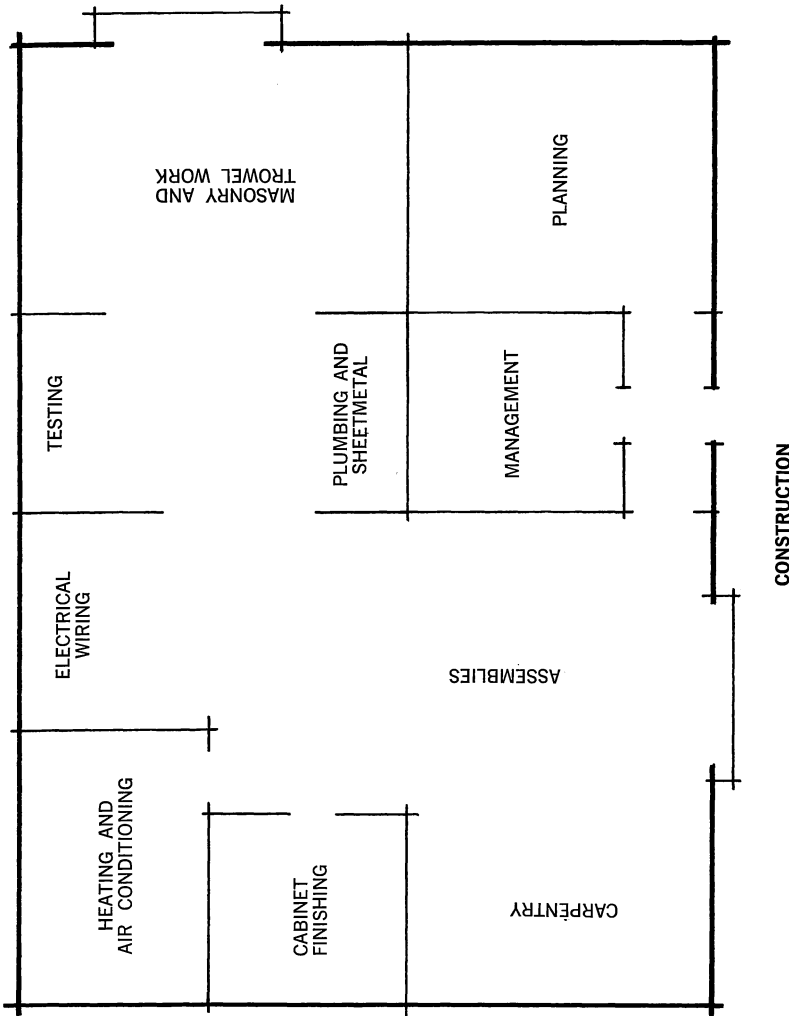 MASONRY AND
TROWEL WORK
PLANNING
TESTING
PLUMBING AND
SHEETMETAL
MANAGEMENT
ELECTRICAL
WIRING
ASSEMBLIES
HEATING AND
AIR CONDITIONING
CABINET
FINISHING
CARPENTRY
CONSTRUCTION